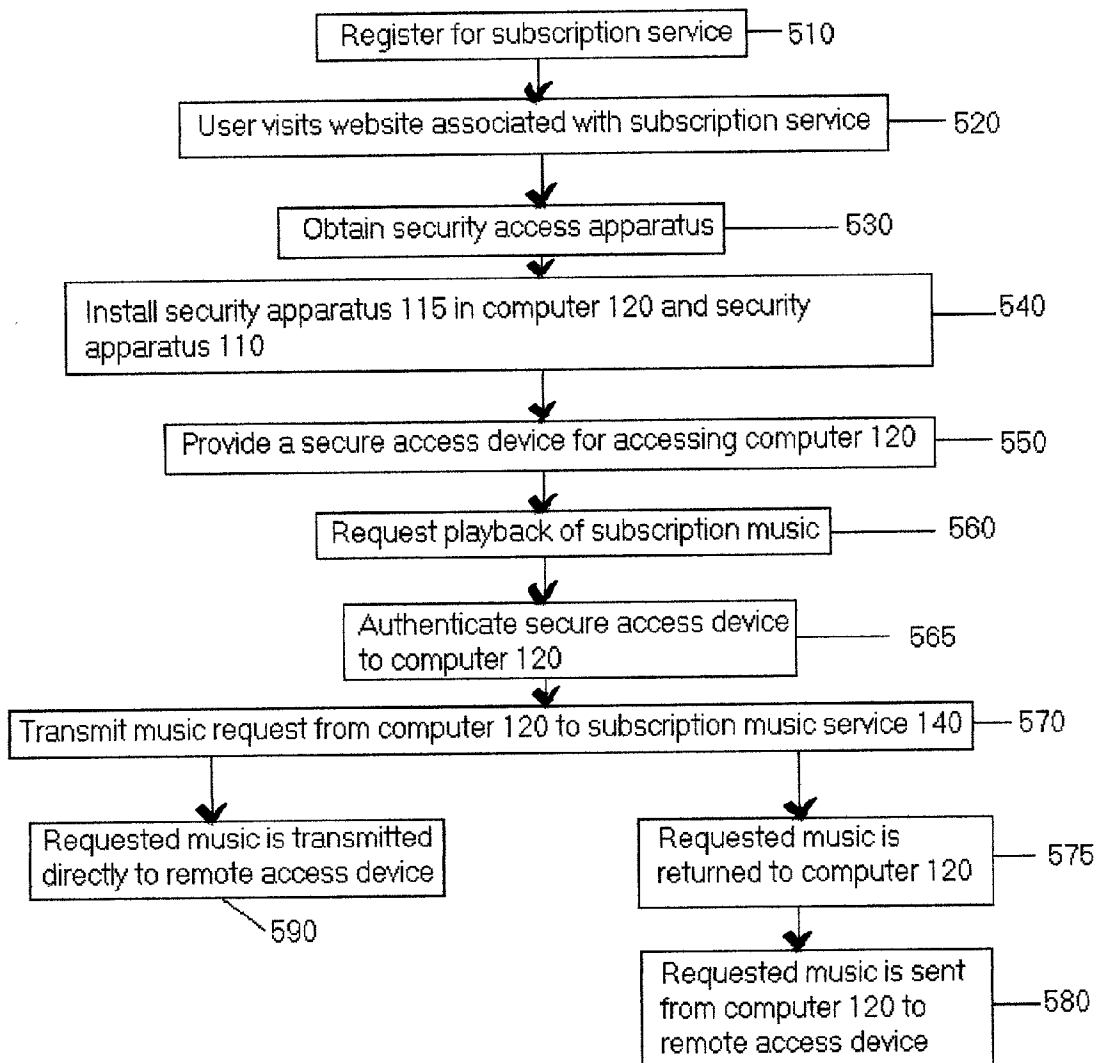 Register for subscription service
510
User visits website associated with subscription service
520
Obtain security access apparatus
530
Install security apparatus 115 in computer 120 and security
apparatus 110
540
Provide a secure access device for accessing computer 120
550
Request playback of subscription music
560
Authenticate secure access device
to computer 120
565
Transmit music request from computer 120 to subscription music service 140
570
Requested music is transmitted
directly to remote access device
590
Requested music is
returned to computer 120
575
Requested music is sent
from computer 120 to
remote access device
580